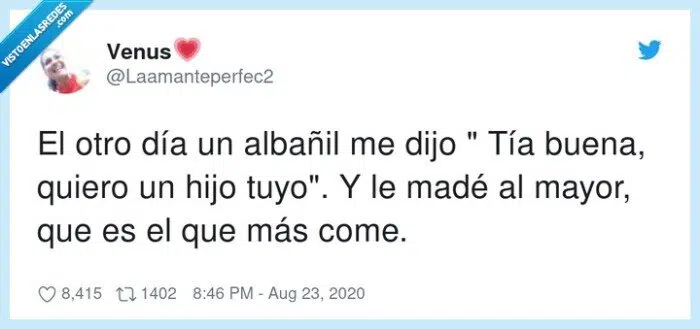 VISTOENLASREDES
.com
Venus
@Laamanteperfec2
El otro día un albañil me dijo " Tía buena,
quiero un hijo tuyo". Y le madé al mayor,
que es el que más come.
8,415 1402 8:46 PM - Aug 23, 2020